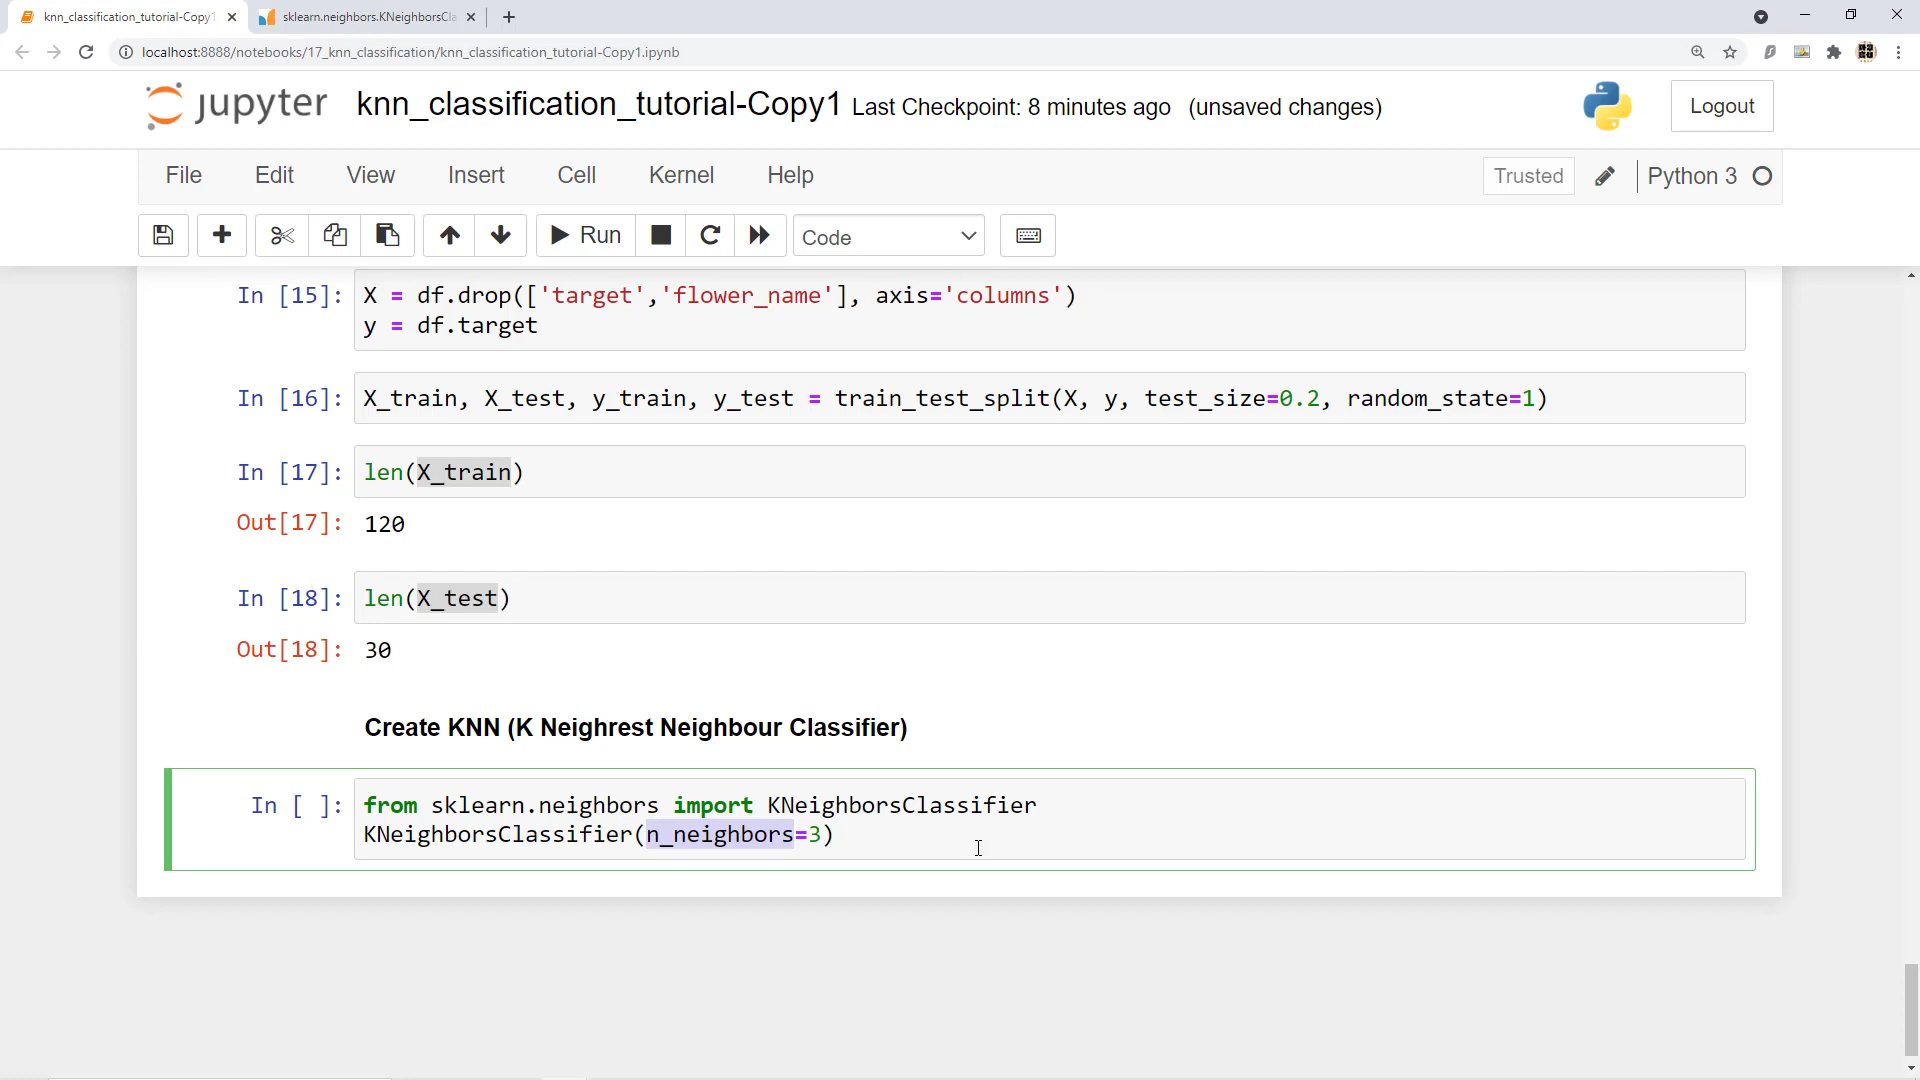 knn_classification_tutorial-Copy1
sklearn.neighbors.KNeighborsCla
localhost:8888/notebooks/17_knn_classification/knn_classification_tutorial-Copy1.ipynb
jupyter knn_classification_tutorial-Copy1 Last Checkpoint: 8 minutes ago (unsaved changes) Logout
File Edit View Insert Cell Kernel Help Trusted Python 3
Run Code
In [15]: X = df.drop(['target','flower_name'], axis='columns')
y = df.target
In [16]: X_train, X_test, y_train, y_test = train_test_split(X, y, test_size=0.2, random_state=1)
In [17]: len(X_train)
Out[17]: 120
In [18]: len(X_test)
Out[18]: 30
Create KNN (K Neighrest Neighbour Classifier)
In [ ]: from sklearn.neighbors import KNeighborsClassifier
KNeighborsClassifier(n_neighbors=3)